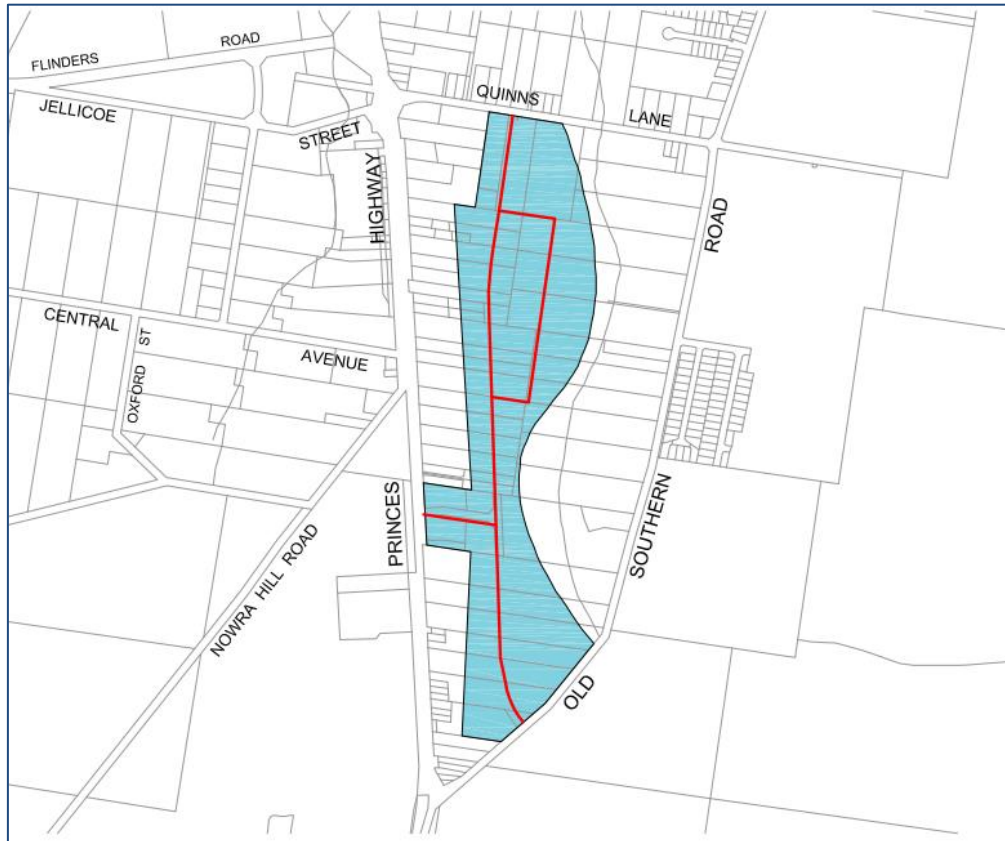 FLINDERS ROAD
JELLICOE
STREET
QUINNS LANE
HIGHWAY
ROAD
CENTRAL
ST
OXFORD
AVENUE
PRINCES
SOUTHERN
NOWRA HILL ROAD
OLD